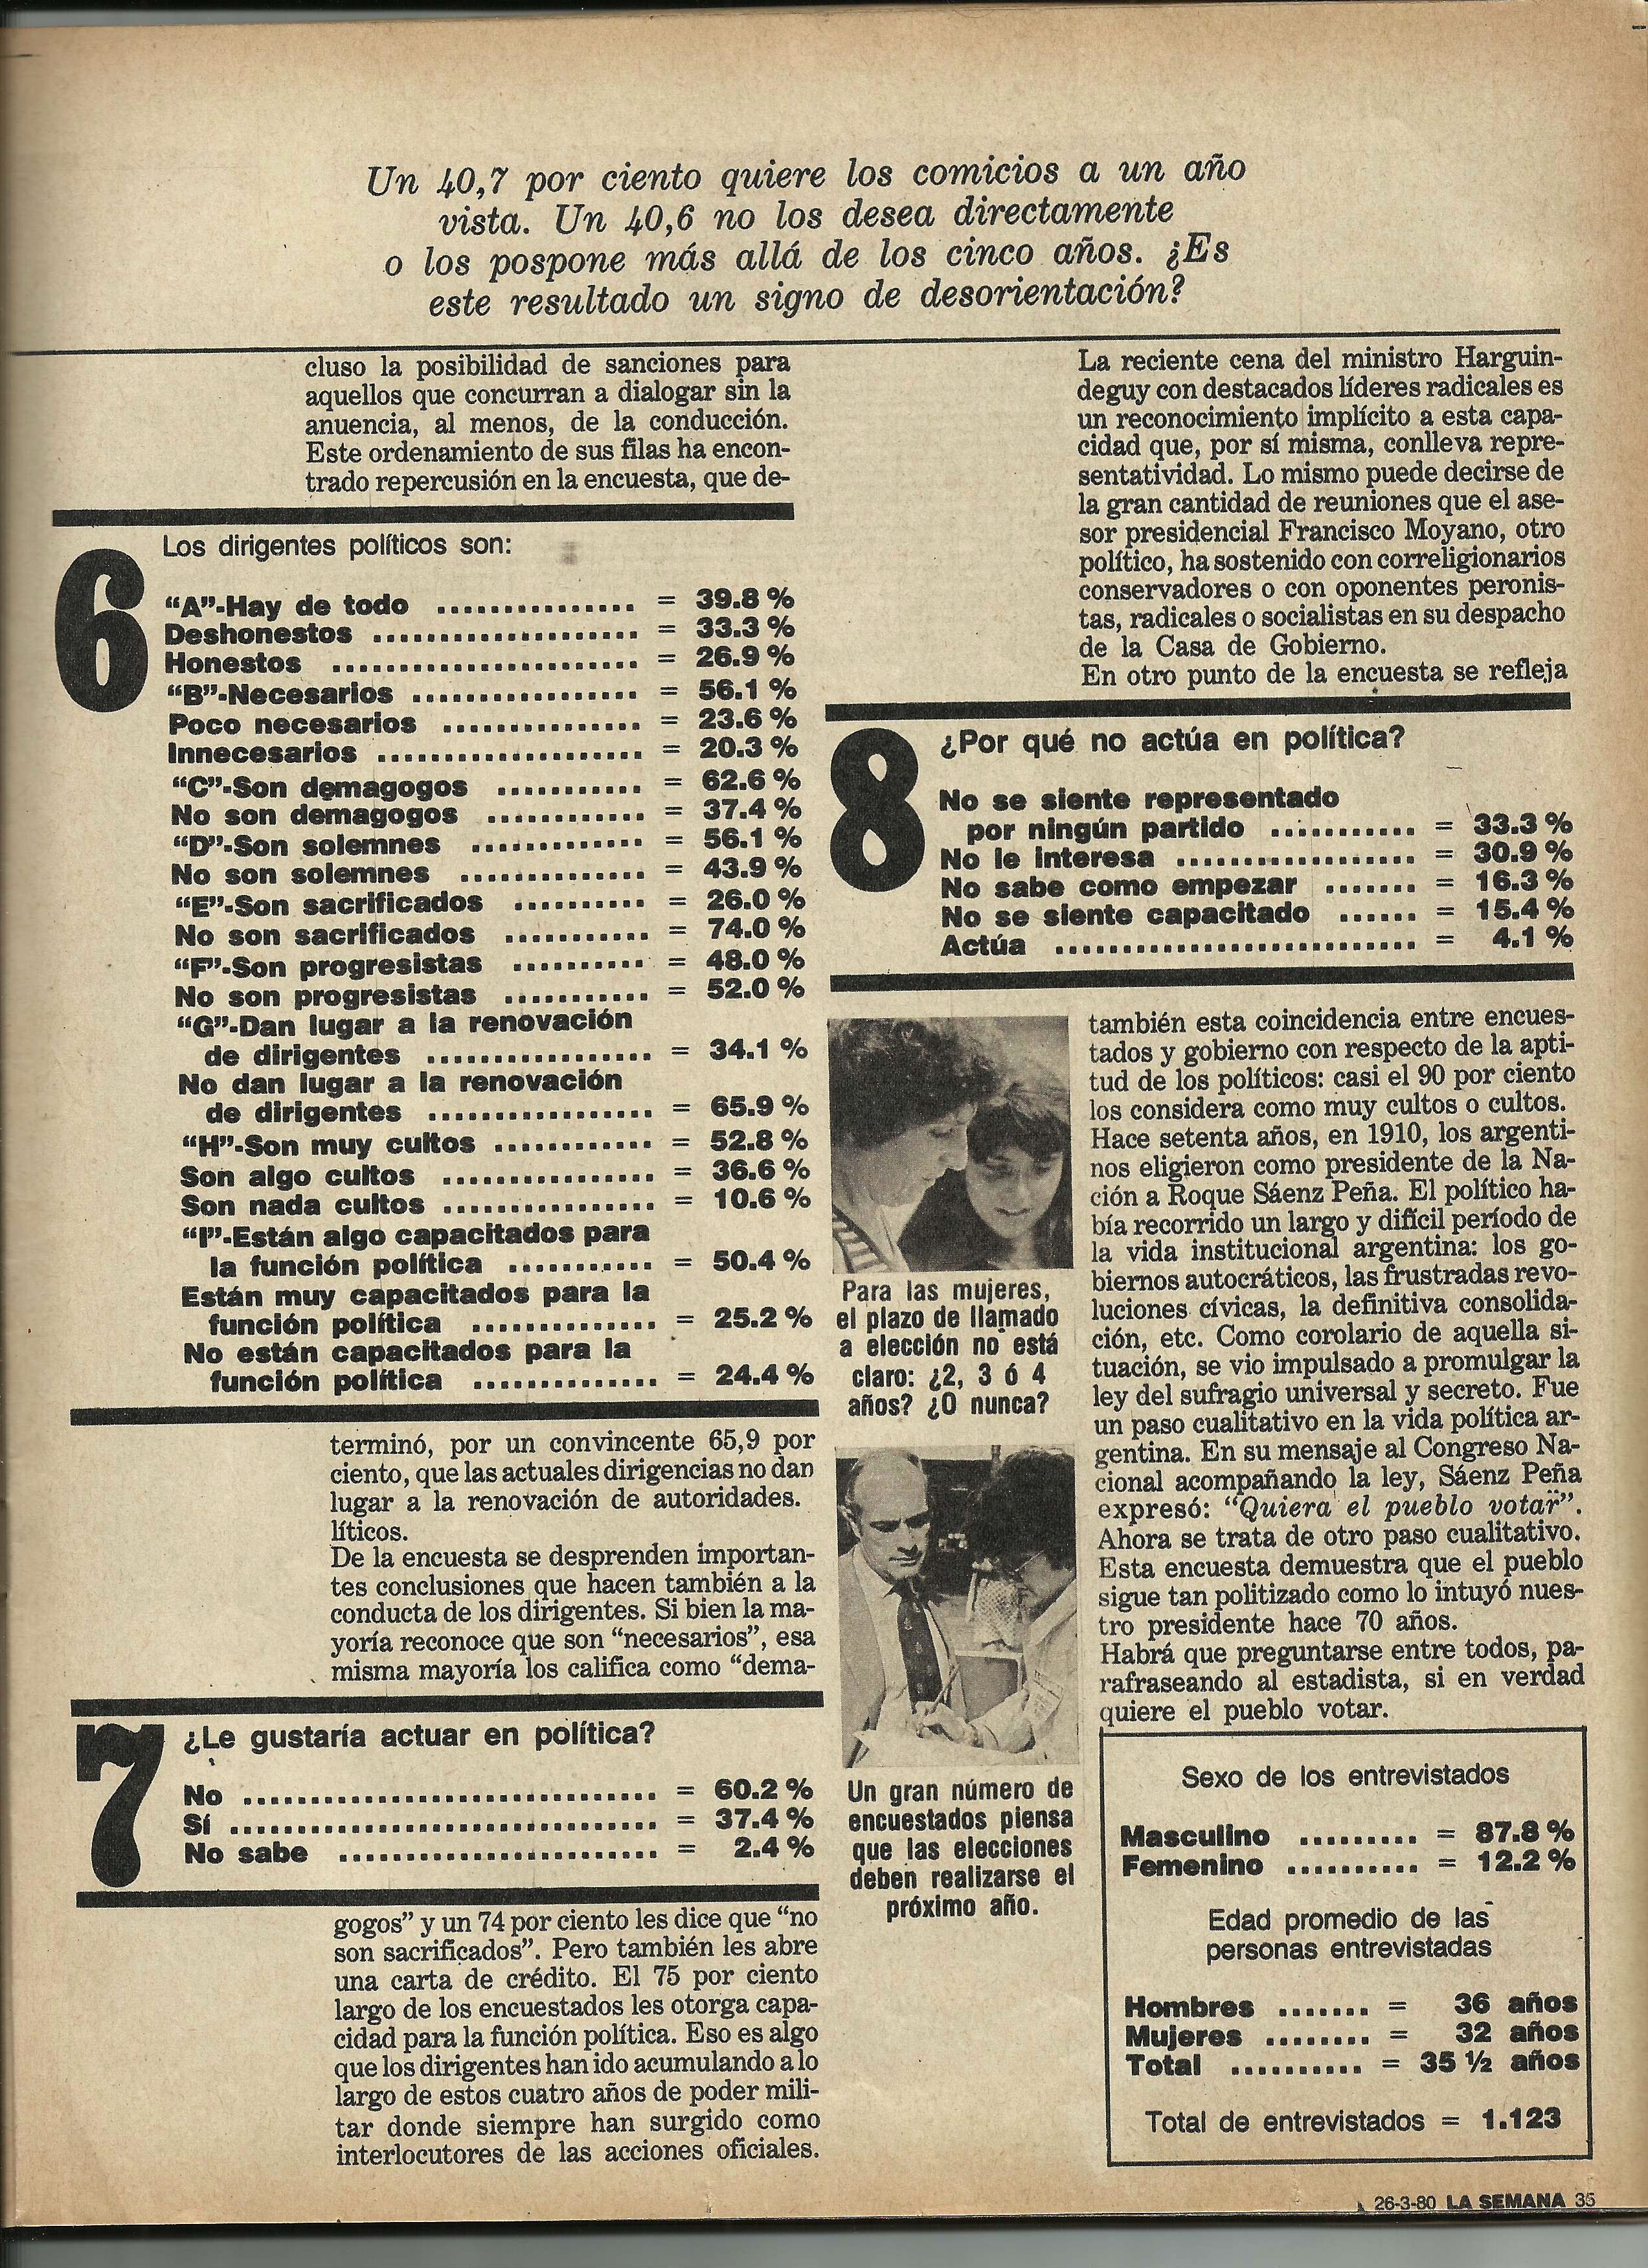 Un 40,7 por ciento quiere los comicios a un año
vista. Un 40,6 no los desea directamente
o los pospone más allá de los cinco años. ¿Es
este resultado un signo de desorientación?
cluso la posibilidad de sanciones para
aquellos que concurran a dialogar sin la
anuencia, al menos, de la conducción.
Este ordenamiento de sus filas ha encon-
trado repercusión en la encuesta, que de-
6
Los dirigentes políticos son:
“A”-Hay de todo ............... = 39.8 %
Deshonestos .................... = 33.3 %
Honestos ....................... = 26.9 %
“B”-Necesarios ................. = 56.1 %
Poco necesarios ............... = 23.6 %
Innecesarios .................... = 20.3 %
“C”-Son demagogos ........... = 62.6 %
No son demagogos ............ = 37.4 %
“D”-Son solemnes ............. = 56.1 %
No son solemnes .............. = 43.9 %
“E”-Son sacrificados .......... = 26.0 %
No son sacrificados ........... = 74.0 %
“F”-Son progresistas .......... = 48.0 %
No son progresistas ........... = 52.0 %
“G”-Dan lugar a la renovación
de dirigentes ................. = 34.1 %
No dan lugar a la renovación
de dirigentes ................. = 65.9 %
“H”-Son muy cultos ............ = 52.8 %
Son algo cultos ................ = 36.6 %
Son nada cultos ................ = 10.6 %
“I”-Están algo capacitados para
la función política ........... = 50.4 %
Están muy capacitados para la
función política .............. = 25.2 %
No están capacitados para la
función política .............. = 24.4 %
terminó, por un convincente 65,9 por
ciento, que las actuales dirigencias no dan
lugar a la renovación de autoridades.
líticos.
De la encuesta se desprenden importan-
tes conclusiones que hacen también a la
conducta de los dirigentes. Si bien la ma-
yoría reconoce que son “necesarios”, esa
misma mayoría los califica como “dema-
7
¿Le gustaría actuar en política?
No ............................... = 60.2 %
Sí ................................ = 37.4 %
No sabe ........................ = 2.4 %
gogos” y un 74 por ciento les dice que “no
son sacrificados”. Pero también les abre
una carta de crédito. El 75 por ciento
largo de los encuestados les otorga capa-
cidad para la función política. Eso es algo
que los dirigentes han ido acumulando a lo
largo de estos cuatro años de poder mili-
tar donde siempre han surgido como
interlocutores de las acciones oficiales.
La reciente cena del ministro Harguin-
deguy con destacados líderes radicales es
un reconocimiento implícito a esta capa-
cidad que, por sí misma, conlleva repre-
sentatividad. Lo mismo puede decirse de
la gran cantidad de reuniones que el ase-
sor presidencial Francisco Moyano, otro
político, ha sostenido con correligionarios
conservadores o con oponentes peronis-
tas, radicales o socialistas en su despacho
de la Casa de Gobierno.
En otro punto de la encuesta se refleja
8
¿Por qué no actúa en política?
No se siente representado
por ningún partido ........... = 33.3 %
No le interesa .................. = 30.9 %
No sabe como empezar ....... = 16.3 %
No se siente capacitado ...... = 15.4 %
Actúa ........................... = 4.1 %
Para las mujeres,
el plazo de llamado
a elección no está
claro: ¿2, 3 ó 4
años? ¿O nunca?
Un gran número de
encuestados piensa
que las elecciones
deben realizarse el
próximo año.
también esta coincidencia entre encues-
tados y gobierno con respecto de la apti-
tud de los políticos: casi el 90 por ciento
los considera como muy cultos o cultos.
Hace setenta años, en 1910, los argenti-
nos eligieron como presidente de la Na-
ción a Roque Sáenz Peña. El político ha-
bía recorrido un largo y difícil período de
la vida institucional argentina: los go-
biernos autocráticos, las frustradas revo-
luciones cívicas, la definitiva consolida-
ción, etc. Como corolario de aquella si-
tuación, se vio impulsado a promulgar la
ley del sufragio universal y secreto. Fue
un paso cualitativo en la vida política ar-
gentina. En su mensaje al Congreso Na-
cional acompañando la ley, Sáenz Peña
expresó: “Quiera el pueblo votar”.
Ahora se trata de otro paso cualitativo.
Esta encuesta demuestra que el pueblo
sigue tan politizado como lo intuyó nues-
tro presidente hace 70 años.
Habrá que preguntarse entre todos, pa-
rafraseando al estadista, si en verdad
quiere el pueblo votar.
Sexo de los entrevistados
Masculino ......... = 87.8 %
Femenino .......... = 12.2 %
Edad promedio de las
personas entrevistadas
Hombres ....... = 36 años
Mujeres ........ = 32 años
Total .......... = 35 ½ años
Total de entrevistados = 1.123
26-3-80 LA SEMANA 35